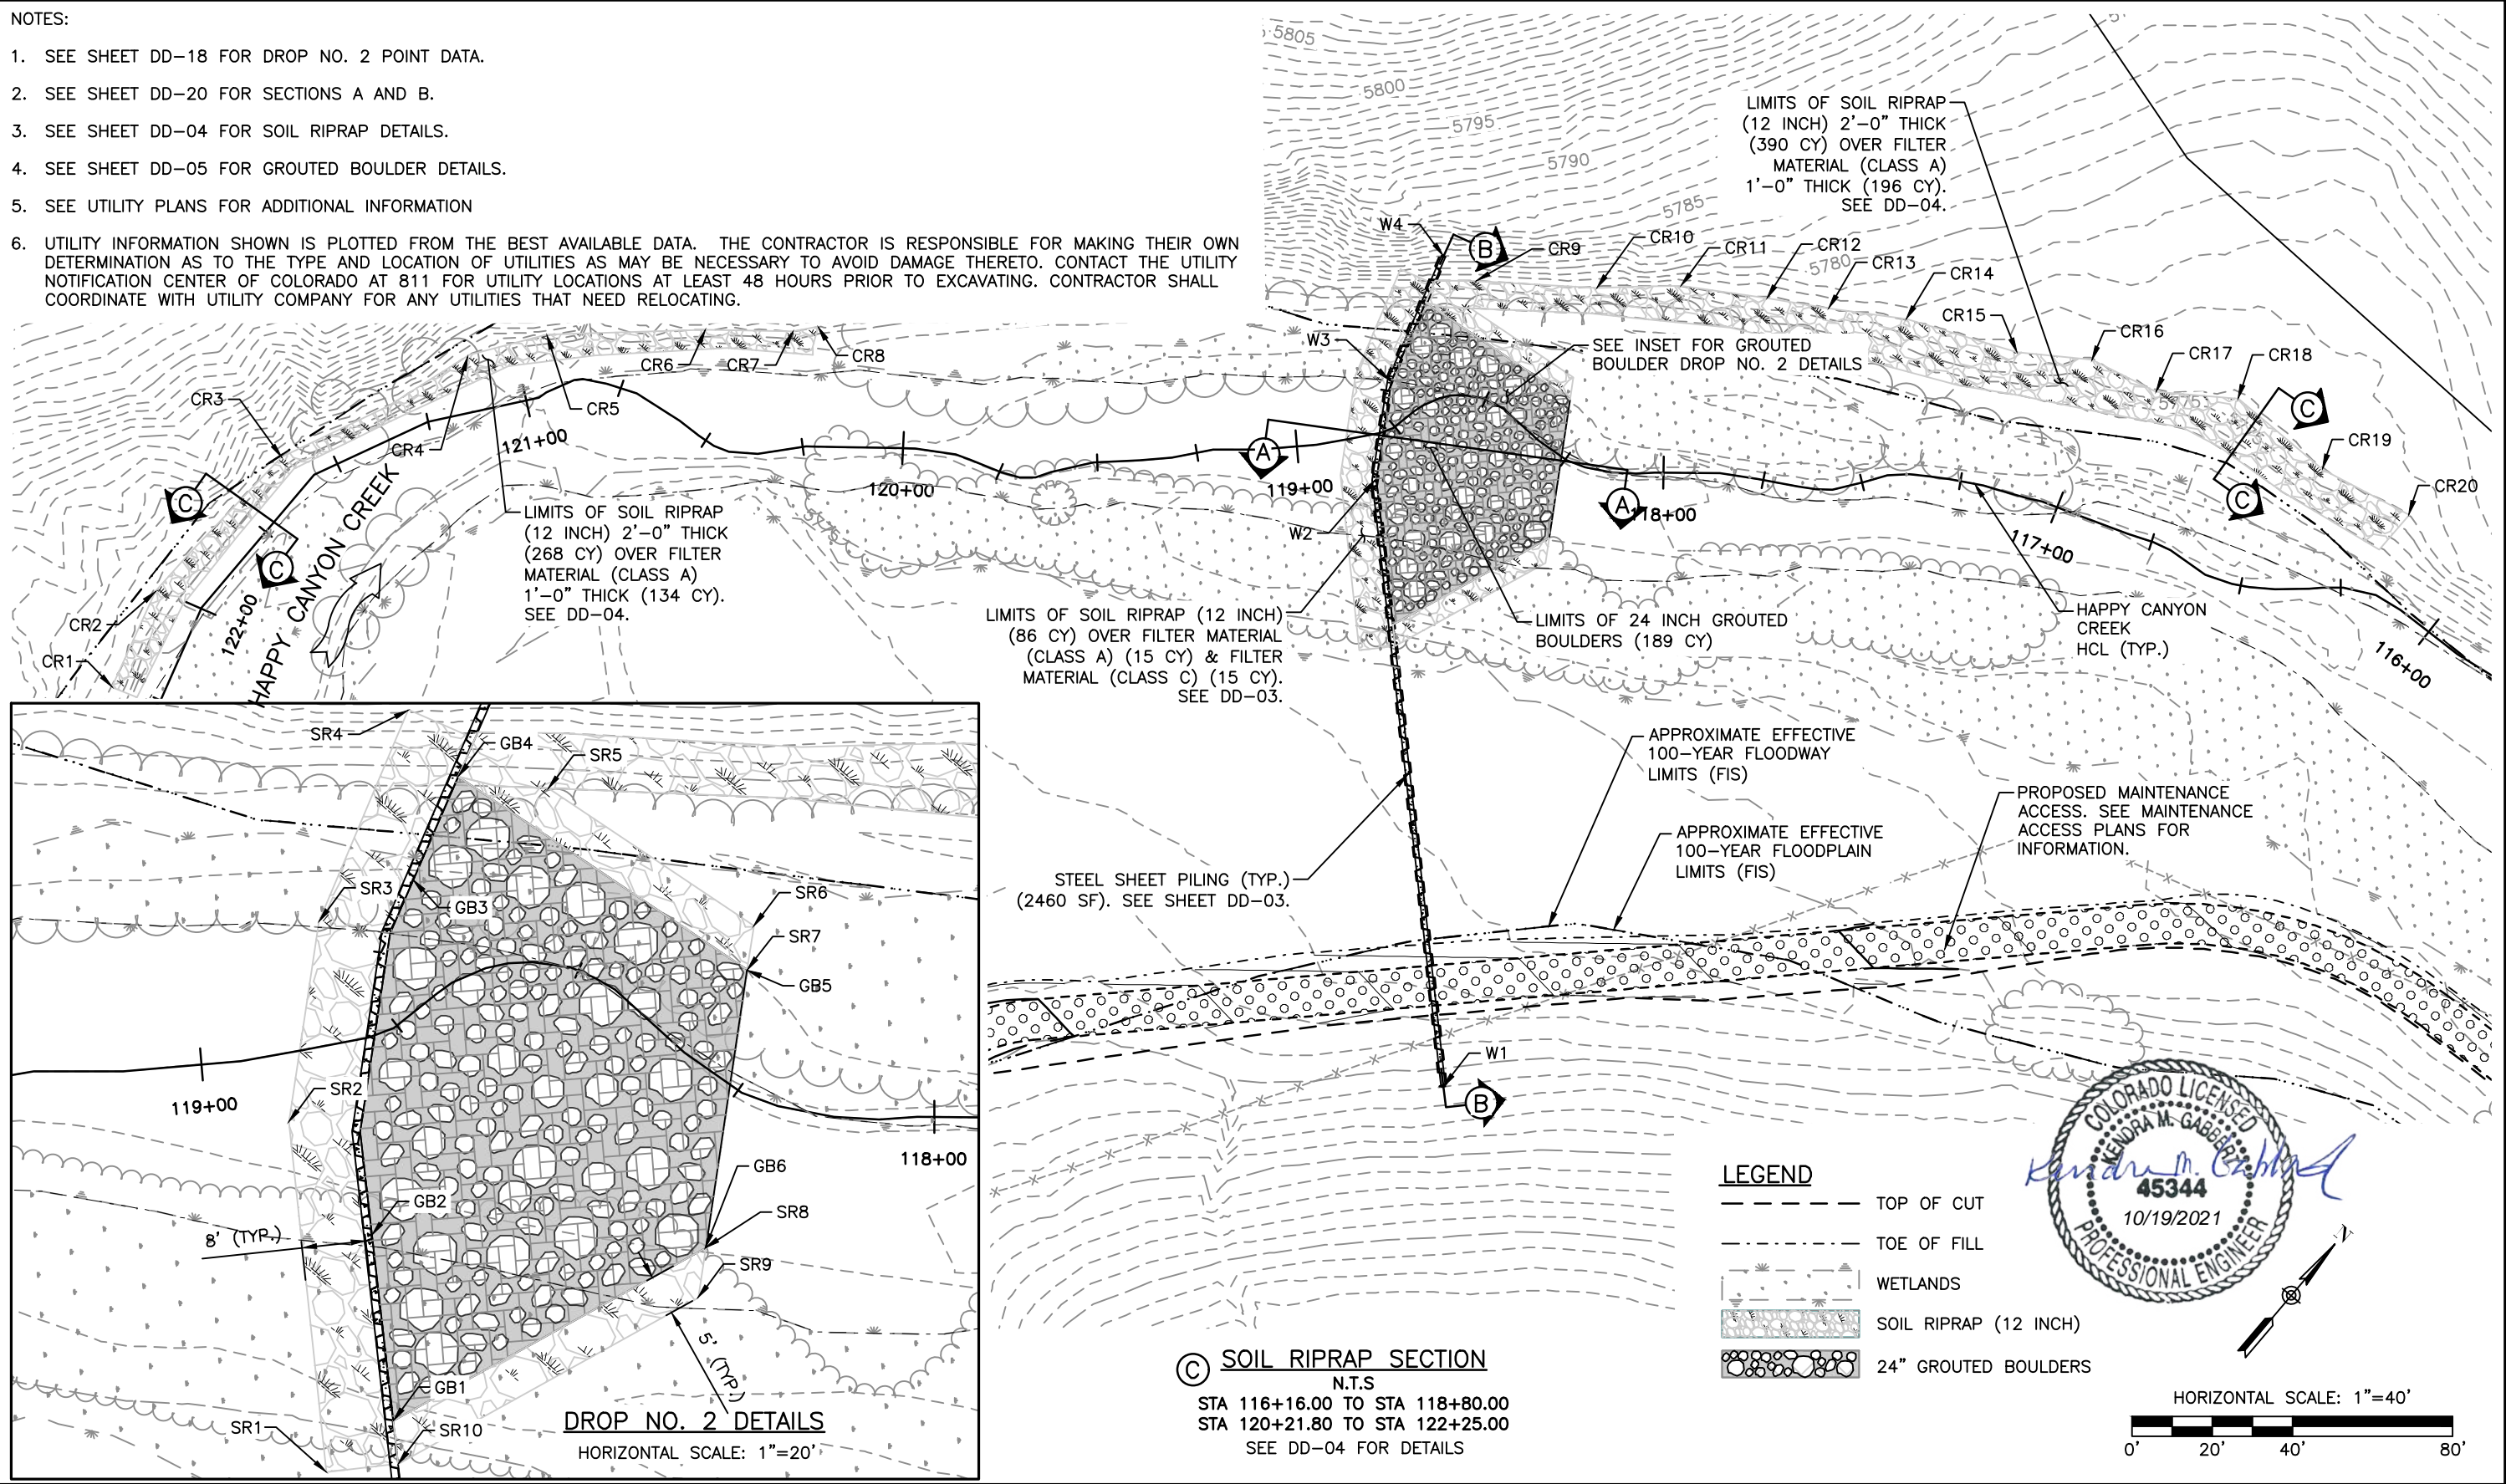 NOTES:
1. SEE SHEET DD-18 FOR DROP NO. 2 POINT DATA.
2. SEE SHEET DD-20 FOR SECTIONS A AND B.
3. SEE SHEET DD-04 FOR SOIL RIPRAP DETAILS.
4. SEE SHEET DD-05 FOR GROUTED BOULDER DETAILS.
5. SEE UTILITY PLANS FOR ADDITIONAL INFORMATION
6. UTILITY INFORMATION SHOWN IS PLOTTED FROM THE BEST AVAILABLE DATA. THE CONTRACTOR IS RESPONSIBLE FOR MAKING THEIR OWN
DETERMINATION AS TO THE TYPE AND LOCATION OF UTILITIES AS MAY BE NECESSARY TO AVOID DAMAGE THERETO. CONTACT THE UTILITY
NOTIFICATION CENTER OF COLORADO AT 811 FOR UTILITY LOCATIONS AT LEAST 48 HOURS PRIOR TO EXCAVATING. CONTRACTOR SHALL
COORDINATE WITH UTILITY COMPANY FOR ANY UTILITIES THAT NEED RELOCATING.
5805
5800
5795
5790
5785
5780
5775
5775
LIMITS OF SOIL RIPRAP
(12 INCH) 2'-0" THICK
(390 CY) OVER FILTER
MATERIAL (CLASS A)
1'-0" THICK (196 CY).
SEE DD-04.
W4
B
CR9
CR10
CR11
CR12
CR13
CR14
CR15
CR16
CR17
CR18
C
CR19
CR20
C
W3
SEE INSET FOR GROUTED
BOULDER DROP NO. 2 DETAILS
CR3
CR4
CR5
CR6
CR7
CR8
C
C
CR2
CR1
122+00
121+00
120+00
119+00
118+00
117+00
116+00
A
A
W2
HAPPY CANYON CREEK
LIMITS OF SOIL RIPRAP
(12 INCH) 2'-0" THICK
(268 CY) OVER FILTER
MATERIAL (CLASS A)
1'-0" THICK (134 CY).
SEE DD-04.
LIMITS OF SOIL RIPRAP (12 INCH)
(86 CY) OVER FILTER MATERIAL
(CLASS A) (15 CY) & FILTER
MATERIAL (CLASS C) (15 CY).
SEE DD-03.
LIMITS OF 24 INCH GROUTED
BOULDERS (189 CY)
HAPPY CANYON
CREEK
HCL (TYP.)
APPROXIMATE EFFECTIVE
100-YEAR FLOODWAY
LIMITS (FIS)
APPROXIMATE EFFECTIVE
100-YEAR FLOODPLAIN
LIMITS (FIS)
PROPOSED MAINTENANCE
ACCESS. SEE MAINTENANCE
ACCESS PLANS FOR
INFORMATION.
STEEL SHEET PILING (TYP.)
(2460 SF). SEE SHEET DD-03.
W1
B
SR4
GB4
SR5
SR3
GB3
SR6
SR7
GB5
SR2
119+00
118+00
GB2
GB6
SR8
SR9
8' (TYP.)
5' (TYP.)
GB1
SR1
SR10
DROP NO. 2 DETAILS
HORIZONTAL SCALE: 1"=20'
C SOIL RIPRAP SECTION
N.T.S
STA 116+16.00 TO STA 118+80.00
STA 120+21.80 TO STA 122+25.00
SEE DD-04 FOR DETAILS
LEGEND
TOP OF CUT
TOE OF FILL
WETLANDS
SOIL RIPRAP (12 INCH)
24" GROUTED BOULDERS
COLORADO LICENSED
KENDRA M. GABBERT
Kendra M. Gabbert
45344
10/19/2021
PROFESSIONAL ENGINEER
N
HORIZONTAL SCALE: 1"=40'
0' 20' 40' 80'